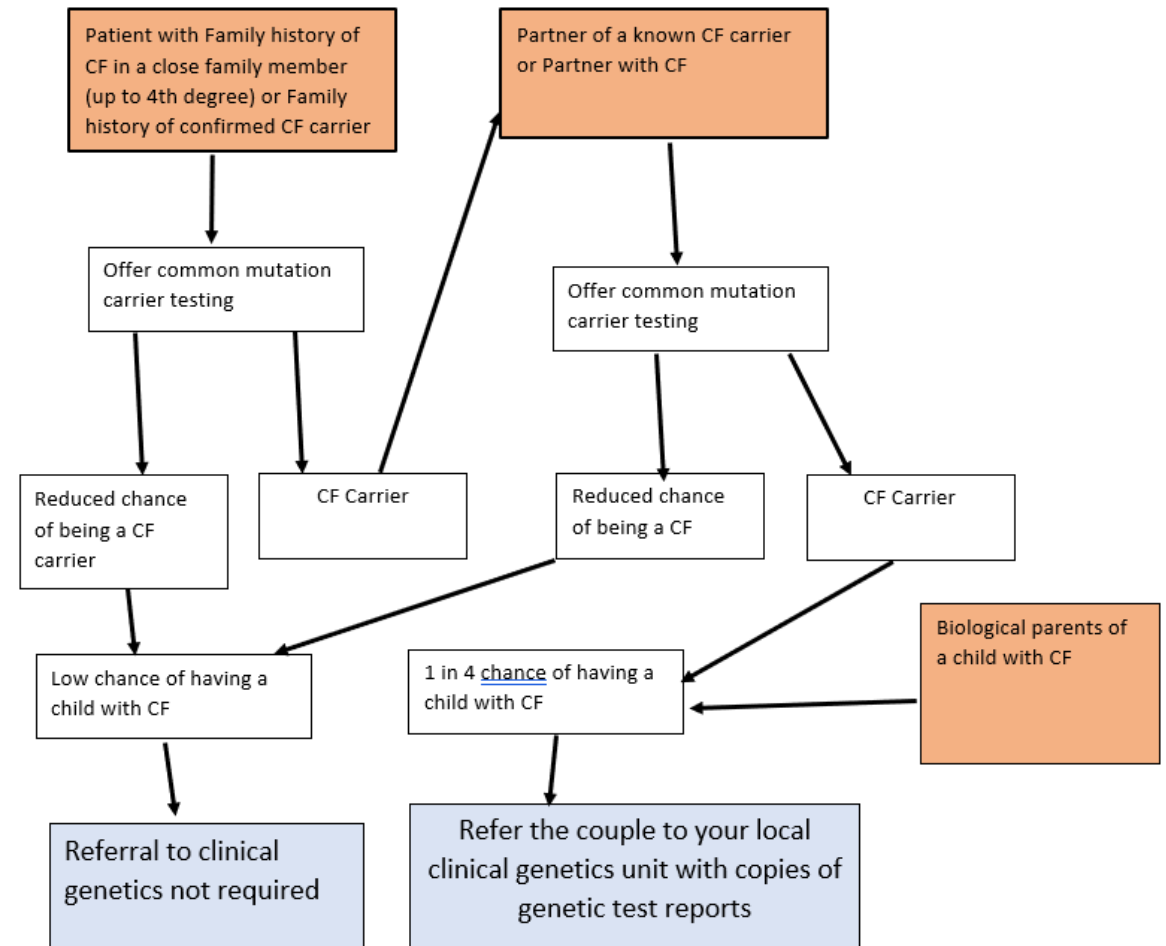 Patient with Family history of
CF in a close family member
(up to 4th degree) or Family
history of confirmed CF carrier
Partner of a known CF carrier
or Partner with CF
Offer common mutation
carrier testing
Offer common mutation
carrier testing
Reduced chance
of being a CF
carrier
CF Carrier
Reduced chance
of being a CF
CF Carrier
Biological parents of
a child with CF
Low chance of having a
child with CF
1 in 4 chance of having a
child with CF
Referral to clinical
genetics not required
Refer the couple to your local
clinical genetics unit with copies of
genetic test reports